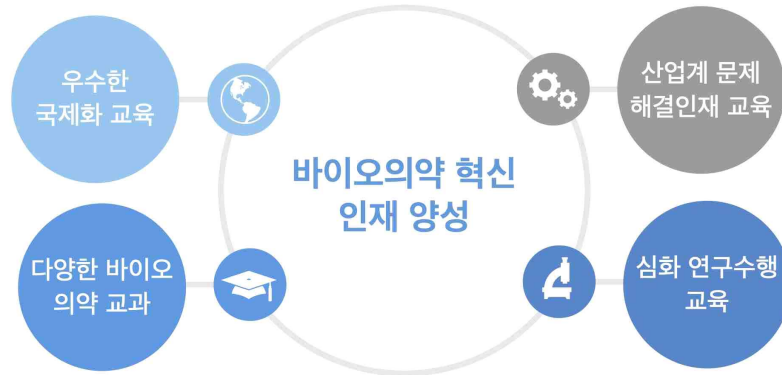 우수한
국제화 교육
산업계 문제
해결인재 교육
바이오의약 혁신
인재 양성
다양한 바이오
의약 교과
심화 연구수행
교육